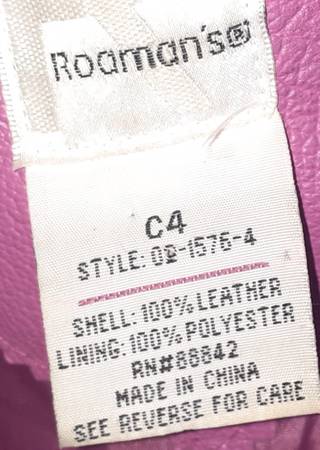 Roaman's®
C4
STYLE: 02-1576-4
SHELL: 100% LEATHER
LINING: 100% POLYESTER
RN#88842
MADE IN CHINA
SEE REVERSE FOR CARE